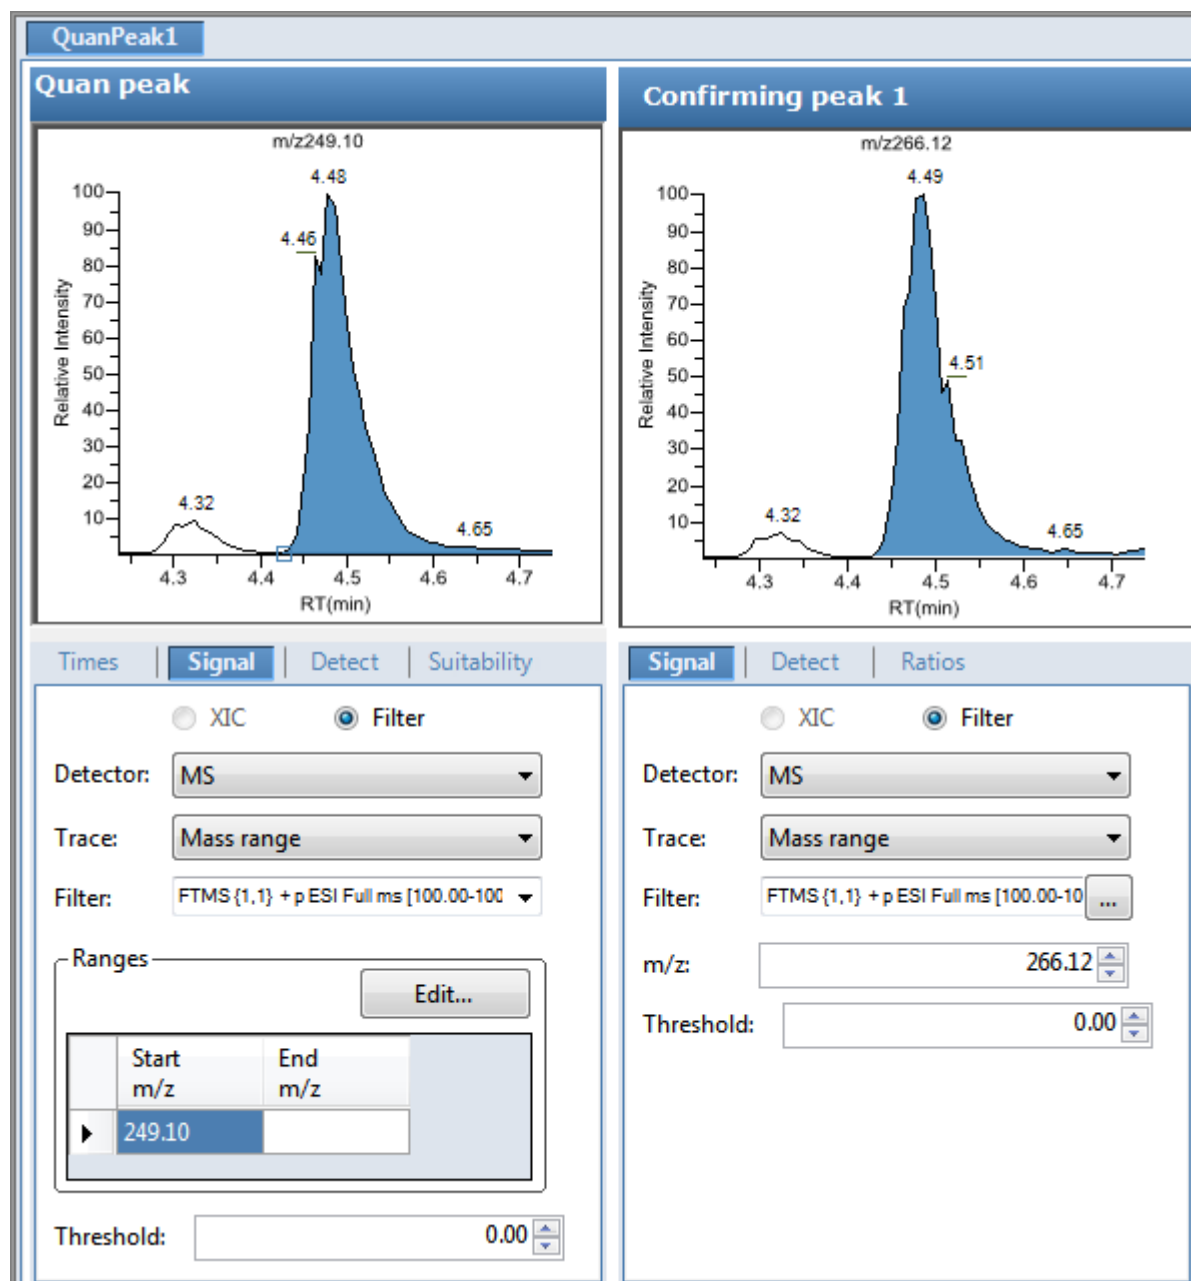 QuanPeak1
Quan peak
m/z249.10
4.48
4.46
4.32
4.65
100
90
80
70
60
50
40
30
20
10
Relative Intensity
4.3 4.4 4.5 4.6 4.7
RT(min)
Confirming peak 1
m/z266.12
4.49
4.51
4.32
4.65
100
90
80
70
60
50
40
30
20
10
Relative Intensity
4.3 4.4 4.5 4.6 4.7
RT(min)
Times Signal Detect Suitability
XIC Filter
Detector: MS
Trace: Mass range
Filter: FTMS {1,1} + p ESI Full ms [100.00-100
Ranges
Edit...
Start End
m/z m/z
249.10
Threshold: 0.00
Signal Detect Ratios
XIC Filter
Detector: MS
Trace: Mass range
Filter: FTMS {1,1} + p ESI Full ms [100.00-10 ...
m/z: 266.12
Threshold: 0.00